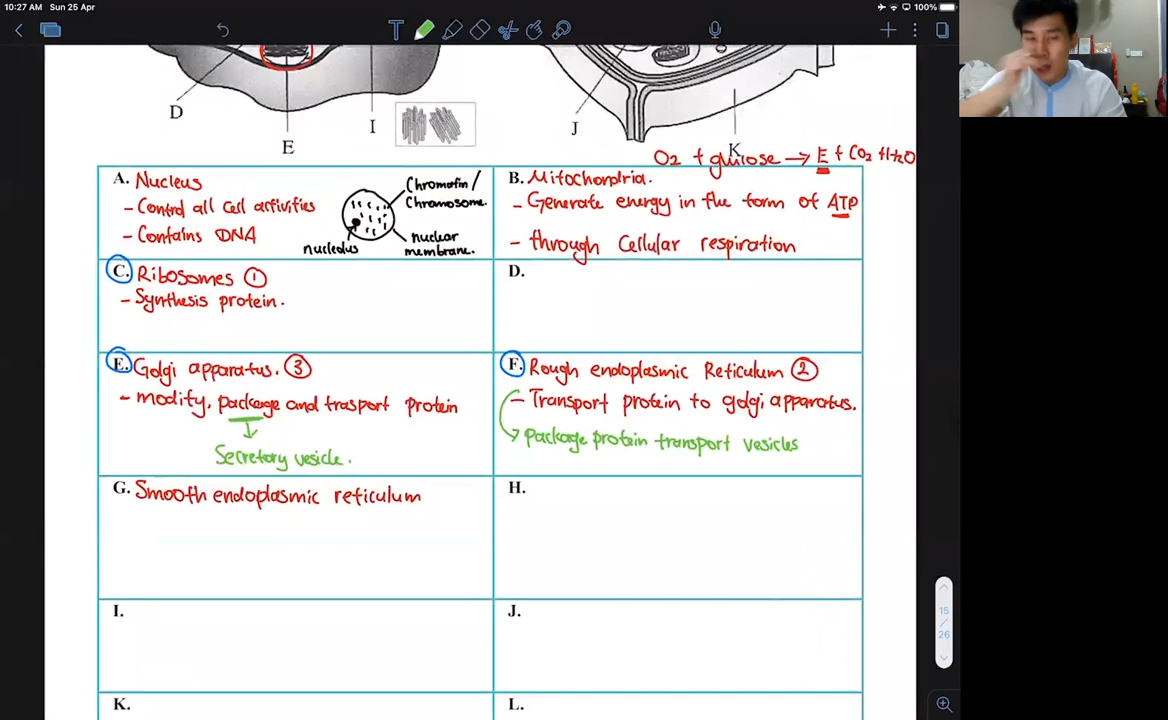 10:27 AM Sun 25 Apr
100%
D
E
I
J
K
O2 + glucose → E + CO2 + H2O
A. Nucleus
- Control all cell activities
- Contains DNA
Chromatin /
Chromosome.
nucleolus
nuclear
membrane.
B. Mitochondria.
- Generate energy in the form of ATP
- through Cellular respiration
C. Ribosomes ①
- Synthesis protein.
D.
E. Golgi apparatus. ③
- modify, package and trasport protein
Secretory vesicle.
F. Rough endoplasmic Reticulum ②
- Transport protein to golgi apparatus.
package protein transport vesicles
G. Smooth endoplasmic reticulum
H.
I.
J.
K.
L.
15
/
26